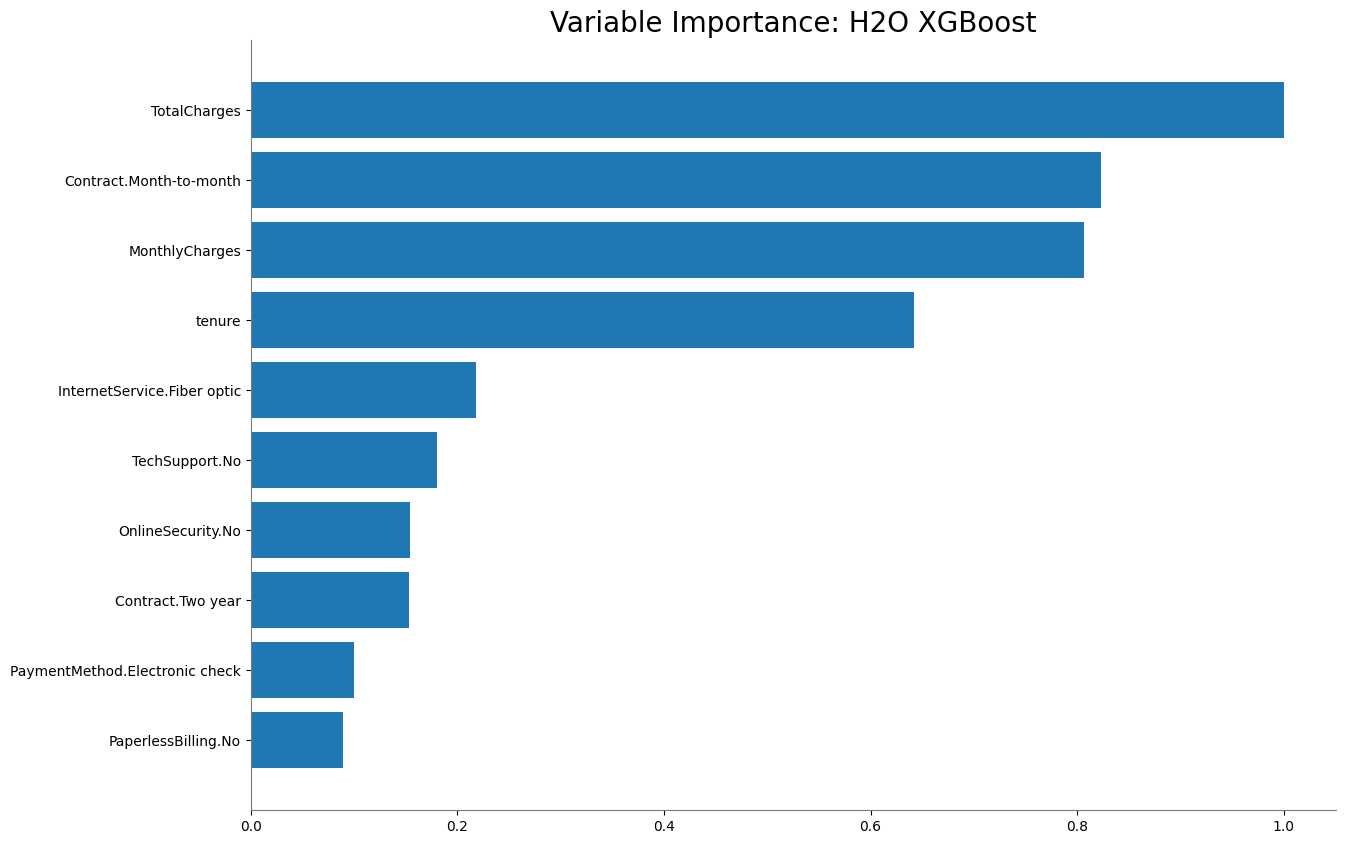 Variable Importance: H2O XGBoost
TotalCharges
Contract.Month-to-month
MonthlyCharges
tenure
InternetService.Fiber optic
TechSupport.No
OnlineSecurity.No
Contract.Two year
PaymentMethod.Electronic check
PaperlessBilling.No
0.0 0.2 0.4 0.6 0.8 1.0